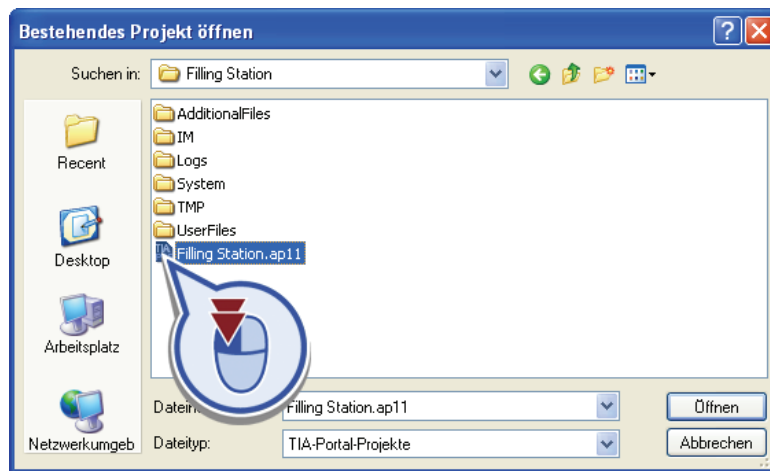 Bestehendes Projekt öffnen
Suchen in: Filling Station
AdditionalFiles
IM
Logs
System
TMP
UserFiles
Filling Station.ap11
Recent
Desktop
Arbeitsplatz
Netzwerkumgeb
Filling Station.ap11
Öffnen
Dateityp: TIA-Portal-Projekte
Abbrechen